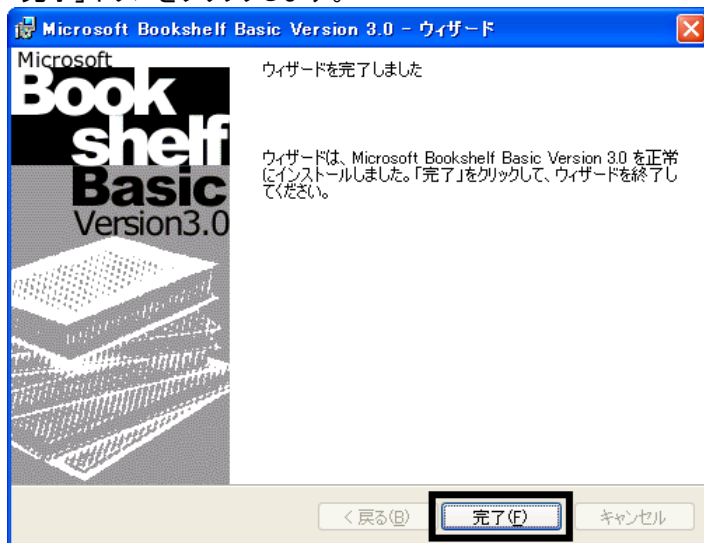 Microsoft Bookshelf Basic Version 3.0 - ウィザード
Microsoft
Book
shelf
Basic
Version3.0
ウィザードを完了しました
ウィザードは、Microsoft Bookshelf Basic Version 3.0 を正常
にインストールしました。「完了」をクリックして、ウィザードを終了し
てください。
< 戻る(B)
完了(F)
キャンセル